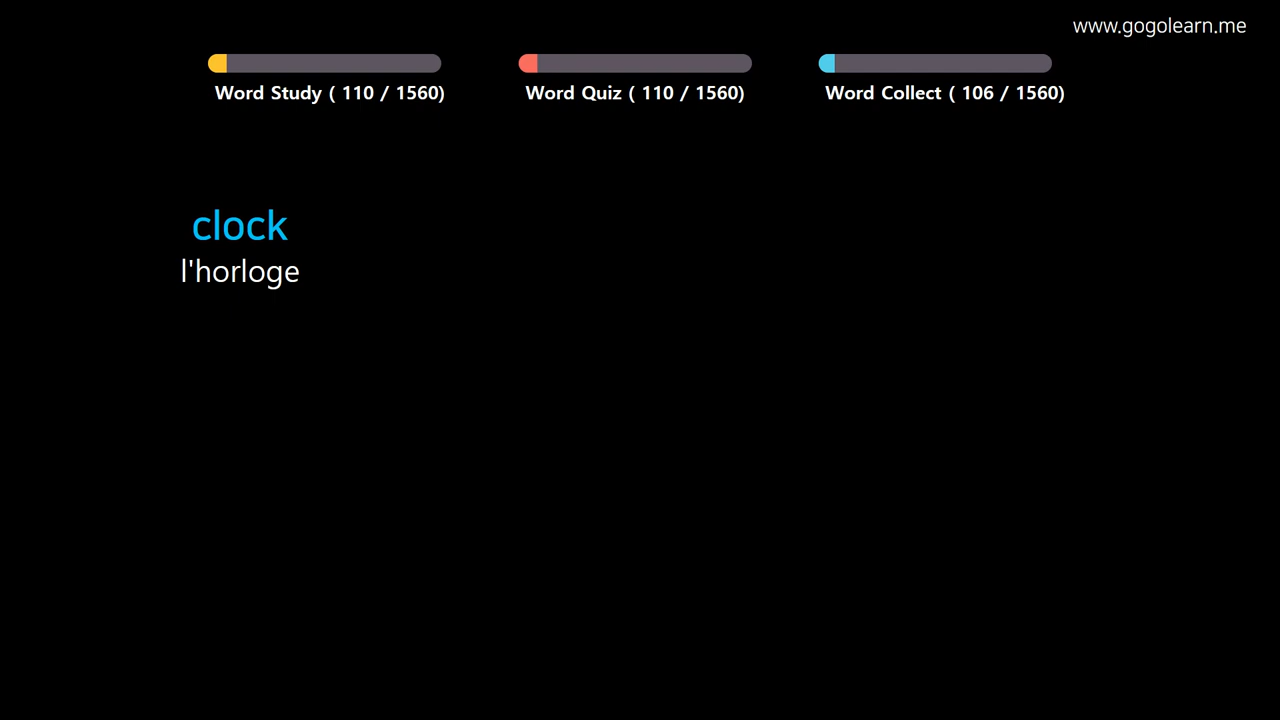 www.gogolearn.me
Word Study ( 110 / 1560)
Word Quiz ( 110 / 1560)
Word Collect ( 106 / 1560)
clock
l'horloge